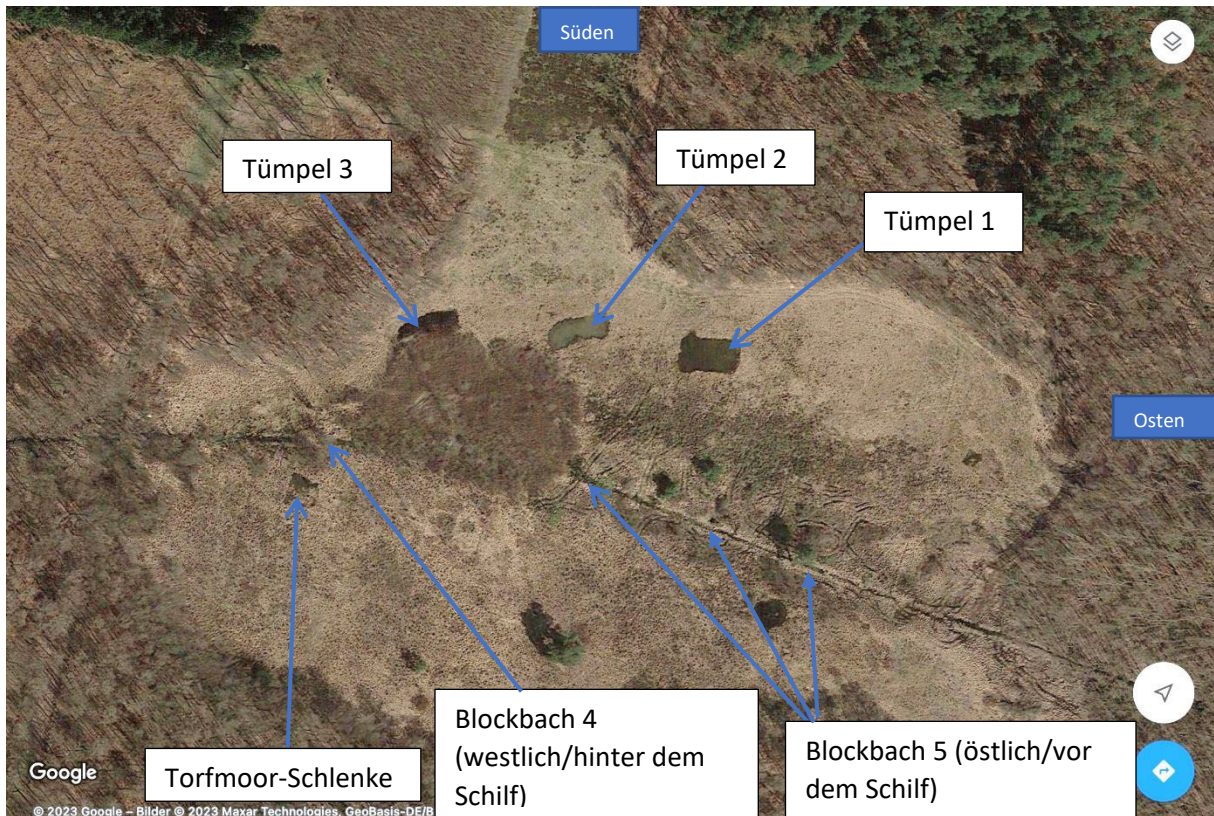 Süden
Tümpel 3
Tümpel 2
Tümpel 1
Osten
Blockbach 4
(westlich/hinter dem
Schilf)
Blockbach 5 (östlich/vor
dem Schilf)
Torfmoor-Schlenke
Google
© 2023 Google – Bilder © 2023 Maxar Technologies, GeoBasis-DE/B